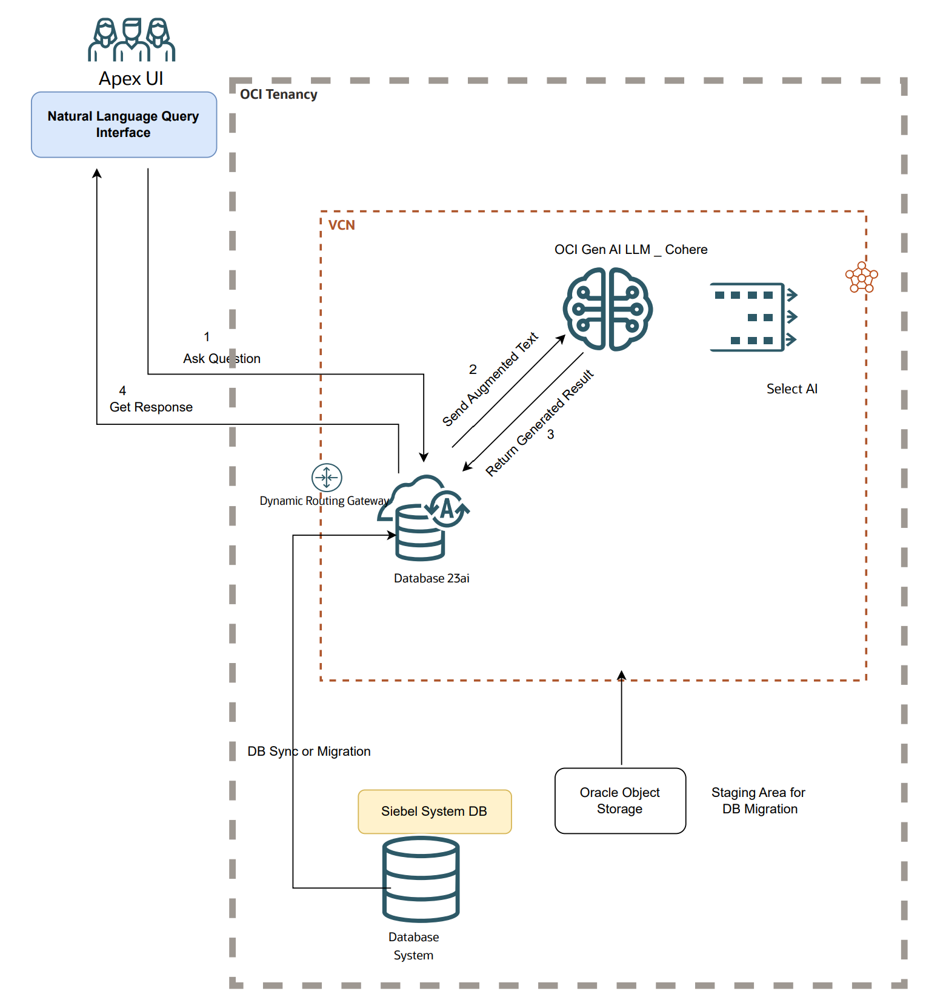 Apex UI
Natural Language Query
Interface
OCI Tenancy
VCN
OCI Gen AI LLM _ Cohere
Select AI
1
Ask Question
2
Send Augmented Text
4
Get Response
Return Generated Result
3
Dynamic Routing Gateway
A
Database 23ai
DB Sync or Migration
Siebel System DB
Oracle Object
Storage
Staging Area for
DB Migration
Database
System